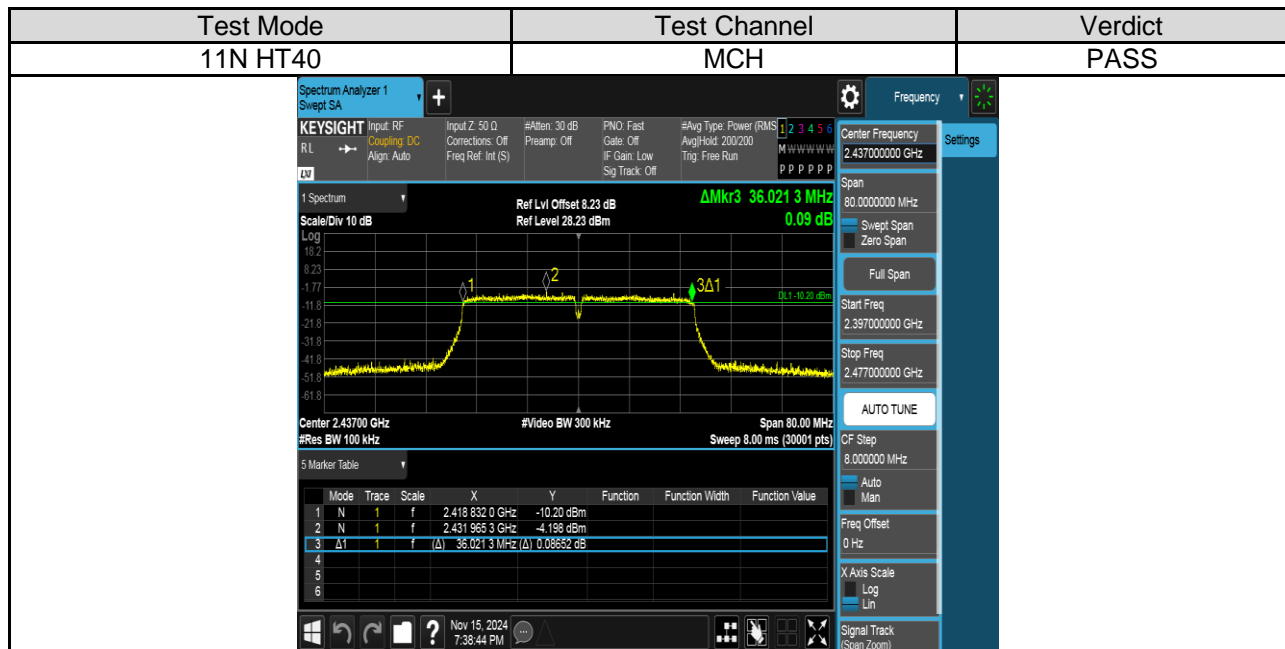 Test Mode Test Channel Verdict
11N HT40 MCH PASS
Spectrum Analyzer 1
Swept SA
+
Frequency
KEYSIGHT Input: RF Input Z: 50 Ω #Atten: 30 dB PNO: Fast #Avg Type: Power (RMS 1 2 3 4 5 6
RL Coupling: DC Corrections: Off Preamp: Off Gate: Off Avg|Hold: 200/200 M W W W W W
Align: Auto Freq Ref: Int (S) IF Gain: Low Trig: Free Run
LXI Sig Track: Off P P P P P P
Settings
Center Frequency
2.437000000 GHz
Span
80.0000000 MHz
Swept Span
Zero Span
Full Span
Start Freq
2.397000000 GHz
Stop Freq
2.477000000 GHz
AUTO TUNE
CF Step
8.000000 MHz
Auto
Man
Freq Offset
0 Hz
X Axis Scale
Log
Lin
Signal Track
(Span Zoom)
1 Spectrum Ref Lvl Offset 8.23 dB ΔMkr3 36.021 3 MHz
Scale/Div 10 dB Ref Level 28.23 dBm 0.09 dB
Log
18.2
8.23
-1.77
-11.8
-21.8
-31.8
-41.8
-51.8
-61.8
1 2 3Δ1
DL1 -10.20 dBm
Center 2.43700 GHz #Video BW 300 kHz Span 80.00 MHz
#Res BW 100 kHz Sweep 8.00 ms (30001 pts)
5 Marker Table
Mode Trace Scale X Y Function Function Width Function Value
1 N 1 f 2.418 832 0 GHz -10.20 dBm
2 N 1 f 2.431 965 3 GHz -4.198 dBm
3 Δ1 1 f (Δ) 36.021 3 MHz (Δ) 0.08652 dB
4
5
6
? Nov 15, 2024
7:38:44 PM